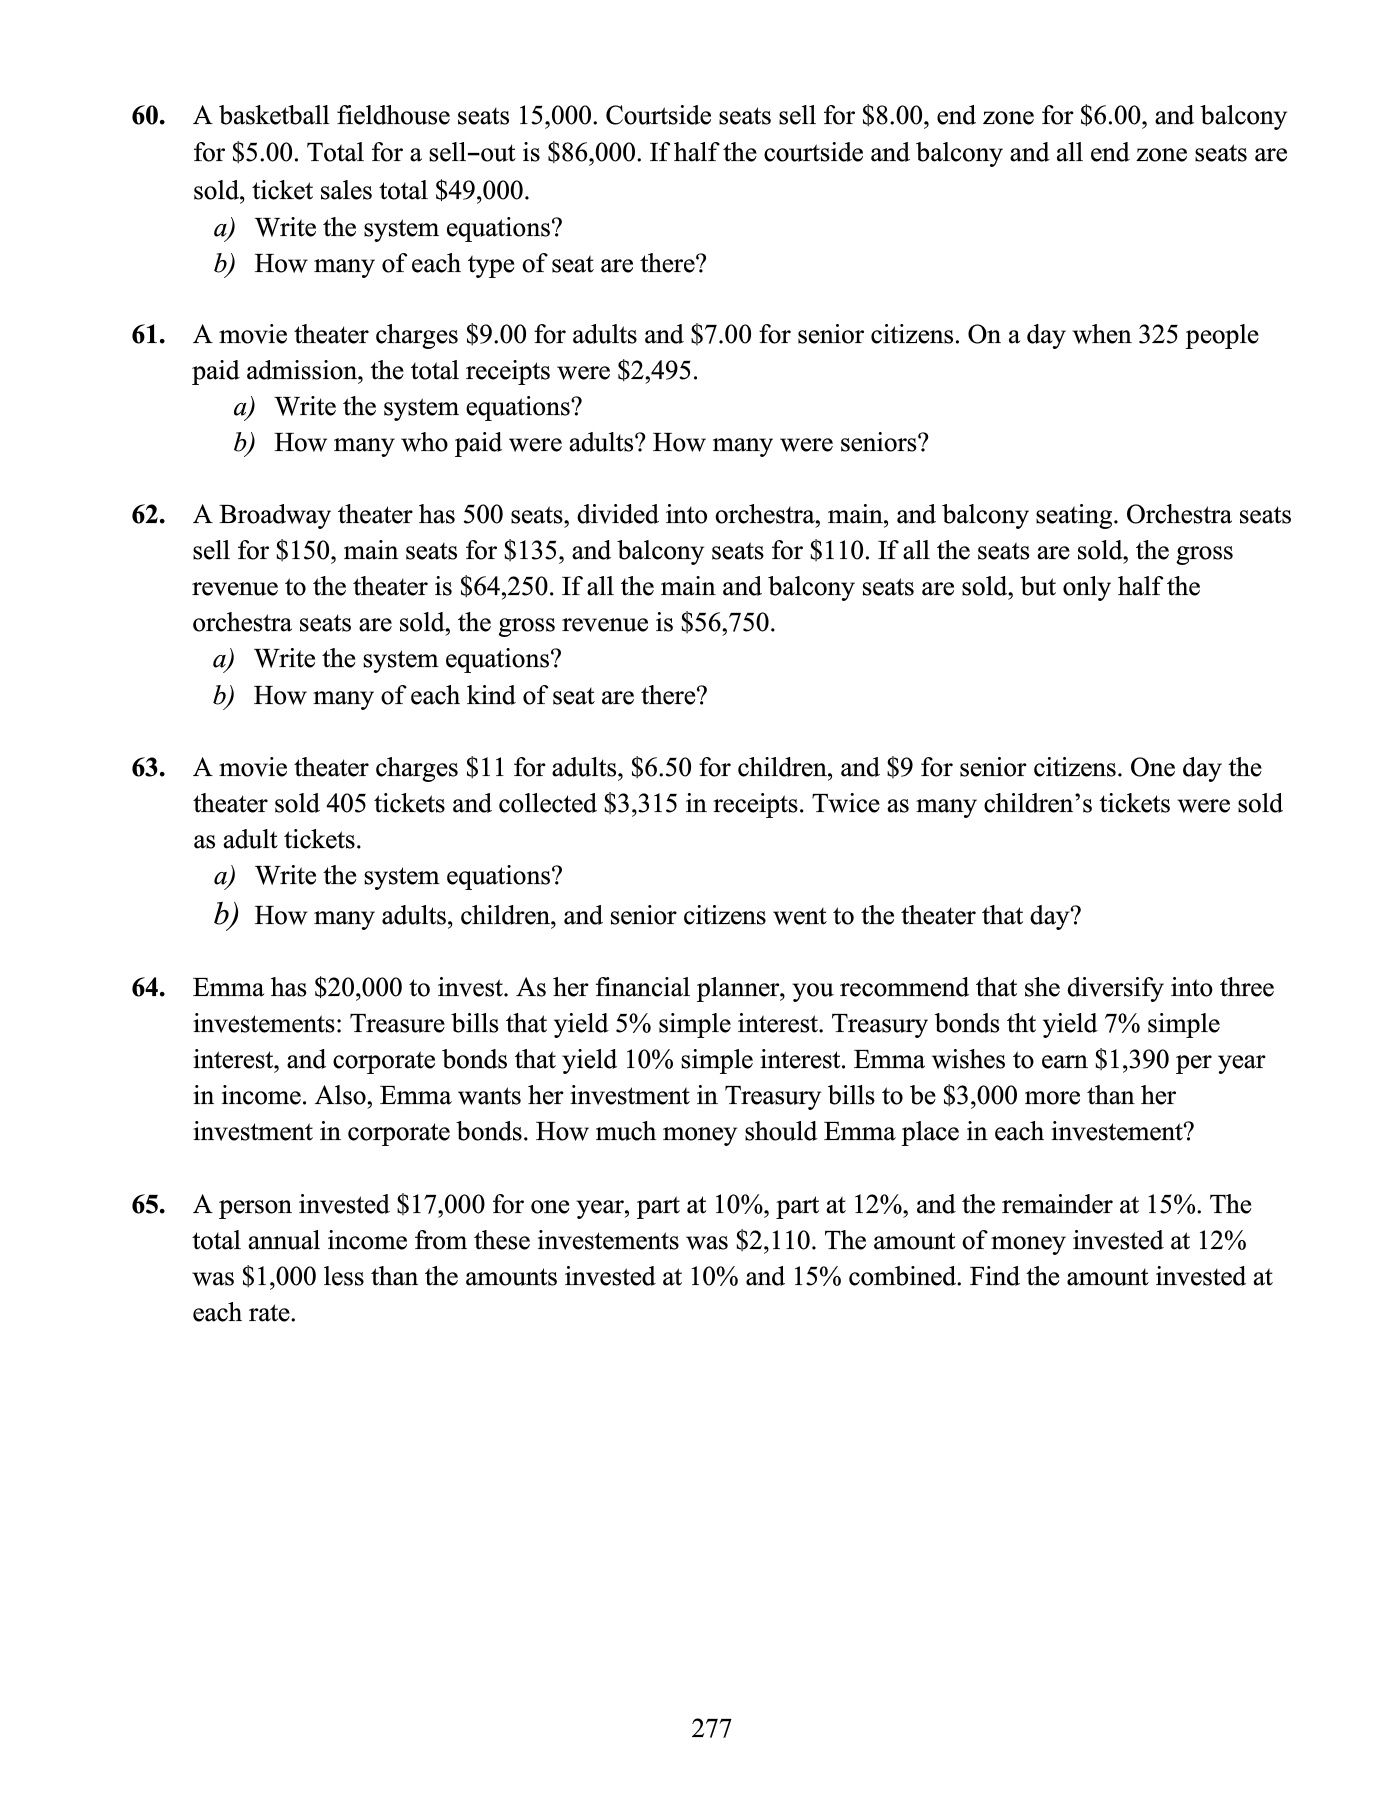 60. A basketball fieldhouse seats 15,000. Courtside seats sell for $8.00, end zone for $6.00, and balcony
for $5.00. Total for a sell–out is $86,000. If half the courtside and balcony and all end zone seats are
sold, ticket sales total $49,000.
a) Write the system equations?
b) How many of each type of seat are there?
61. A movie theater charges $9.00 for adults and $7.00 for senior citizens. On a day when 325 people
paid admission, the total receipts were $2,495.
a) Write the system equations?
b) How many who paid were adults? How many were seniors?
62. A Broadway theater has 500 seats, divided into orchestra, main, and balcony seating. Orchestra seats
sell for $150, main seats for $135, and balcony seats for $110. If all the seats are sold, the gross
revenue to the theater is $64,250. If all the main and balcony seats are sold, but only half the
orchestra seats are sold, the gross revenue is $56,750.
a) Write the system equations?
b) How many of each kind of seat are there?
63. A movie theater charges $11 for adults, $6.50 for children, and $9 for senior citizens. One day the
theater sold 405 tickets and collected $3,315 in receipts. Twice as many children’s tickets were sold
as adult tickets.
a) Write the system equations?
b) How many adults, children, and senior citizens went to the theater that day?
64. Emma has $20,000 to invest. As her financial planner, you recommend that she diversify into three
investements: Treasure bills that yield 5% simple interest. Treasury bonds tht yield 7% simple
interest, and corporate bonds that yield 10% simple interest. Emma wishes to earn $1,390 per year
in income. Also, Emma wants her investment in Treasury bills to be $3,000 more than her
investment in corporate bonds. How much money should Emma place in each investement?
65. A person invested $17,000 for one year, part at 10%, part at 12%, and the remainder at 15%. The
total annual income from these investements was $2,110. The amount of money invested at 12%
was $1,000 less than the amounts invested at 10% and 15% combined. Find the amount invested at
each rate.
277